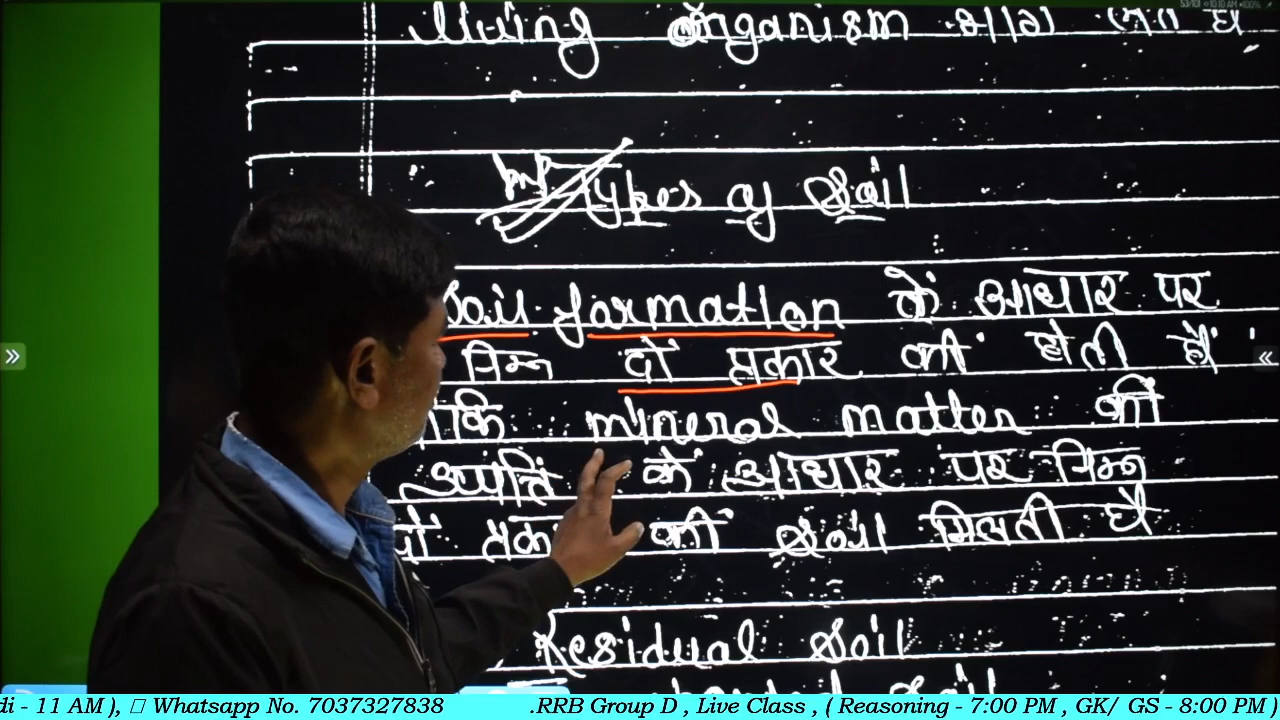 living organism
Types of Soil
Soil formation के आधार पर
निम्न दो प्रकार की होती हैं
mineral matter की
उत्पत्ति के आधार पर निम्न
की soil मिलती है
Residual Soil
Soil
di - 11 AM ), Whatsapp No. 7037327838 .RRB Group D , Live Class , ( Reasoning - 7:00 PM , GK/ GS - 8:00 PM )